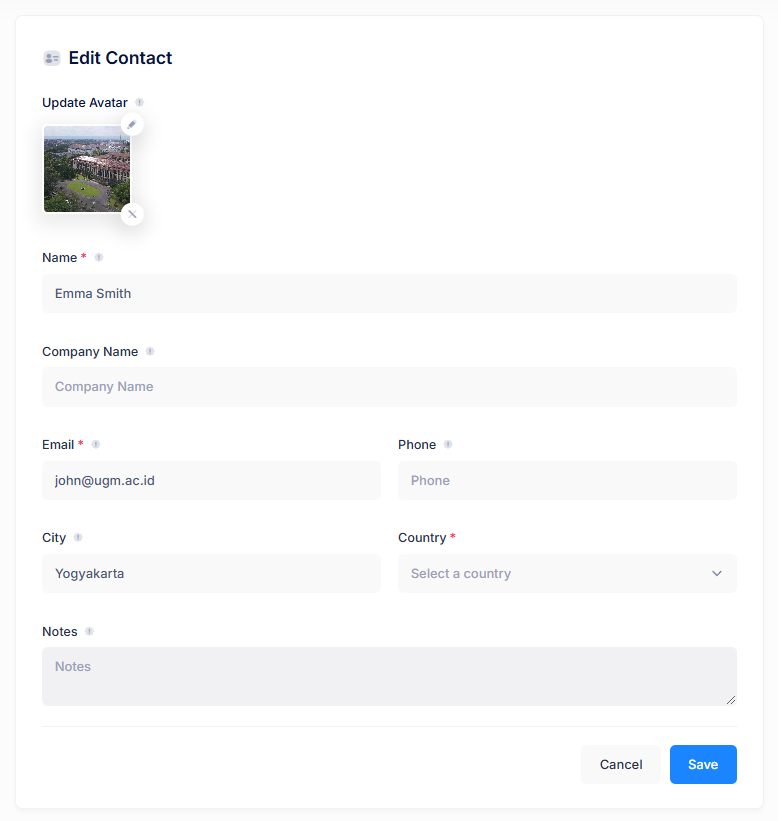 Edit Contact
Update Avatar
Name *
Emma Smith
Company Name
Company Name
Email *
Phone
john@ugm.ac.id
Phone
City
Country *
Yogyakarta
Select a country
Notes
Notes
Cancel
Save